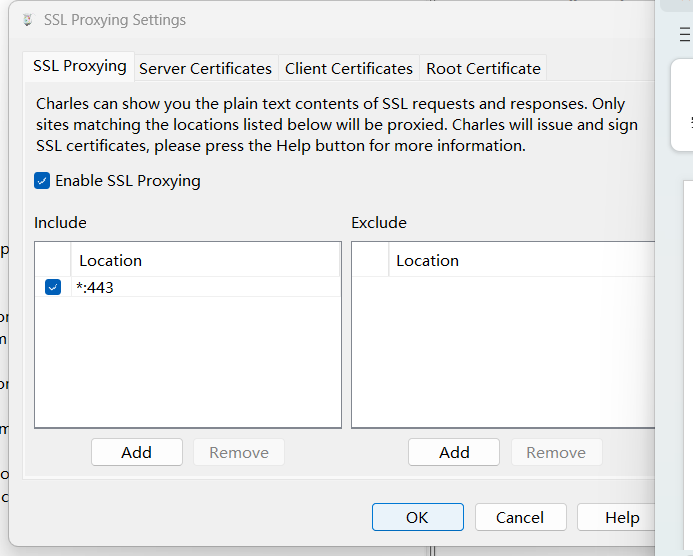 SSL Proxying Settings
SSL Proxying Server Certificates Client Certificates Root Certificate
Charles can show you the plain text contents of SSL requests and responses. Only
sites matching the locations listed below will be proxied. Charles will issue and sign
SSL certificates, please press the Help button for more information.
Enable SSL Proxying
Include Exclude
Location Location
*:443
Add Remove Add Remove
OK Cancel Help